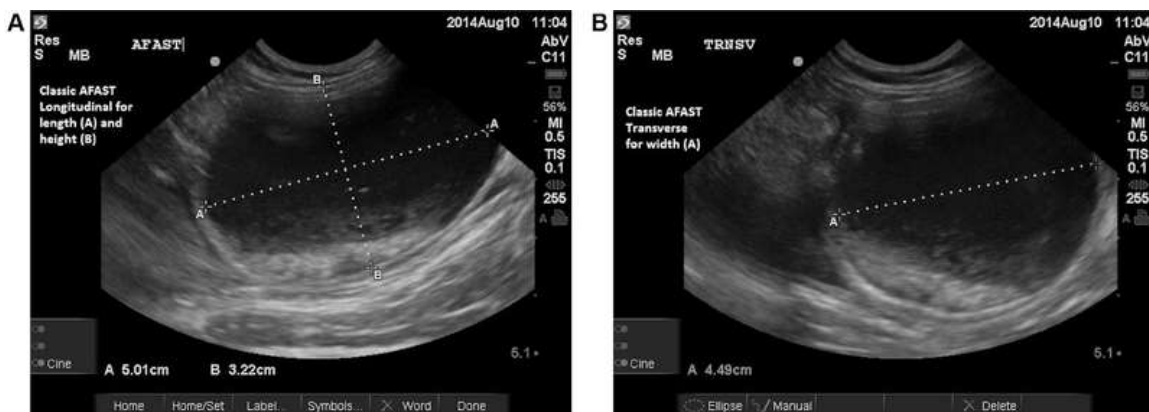 A
2014Aug10 11:04
Res
S MB
AFAST
AbV
C11
Classic AFAST
Longitudinal for
length (A) and
height (B)
56%
MI
0.5
TIS
0.1
255
A
B
A
A
B
5.1
Cine
A 5.01cm B 3.22cm
Home Home/Set Label... Symbols... Word Done
B
2014Aug10 11:04
Res
S MB
TRNSV
AbV
C11
Classic AFAST
Transverse
for width (A)
56%
MI
0.5
TIS
0.1
255
A
A
5.1
Cine
A 4.49cm
Ellipse Manual Delete